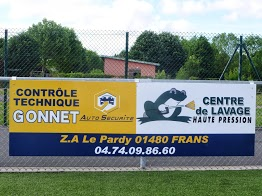 CONTRÔLE
TECHNIQUE
GONNET
AUTO SÉCURITÉ
CENTRE
DE LAVAGE
HAUTE PRESSION
Z.A Le Pardy 01480 FRANS
04.74.09.86.60